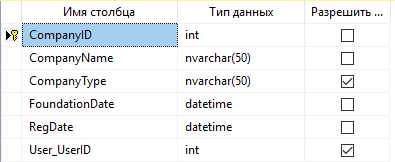 Имя столбца Тип данных Разрешить ...
CompanyID int
CompanyName nvarchar(50)
CompanyType nvarchar(50)
FoundationDate datetime
RegDate datetime
User_UserID int